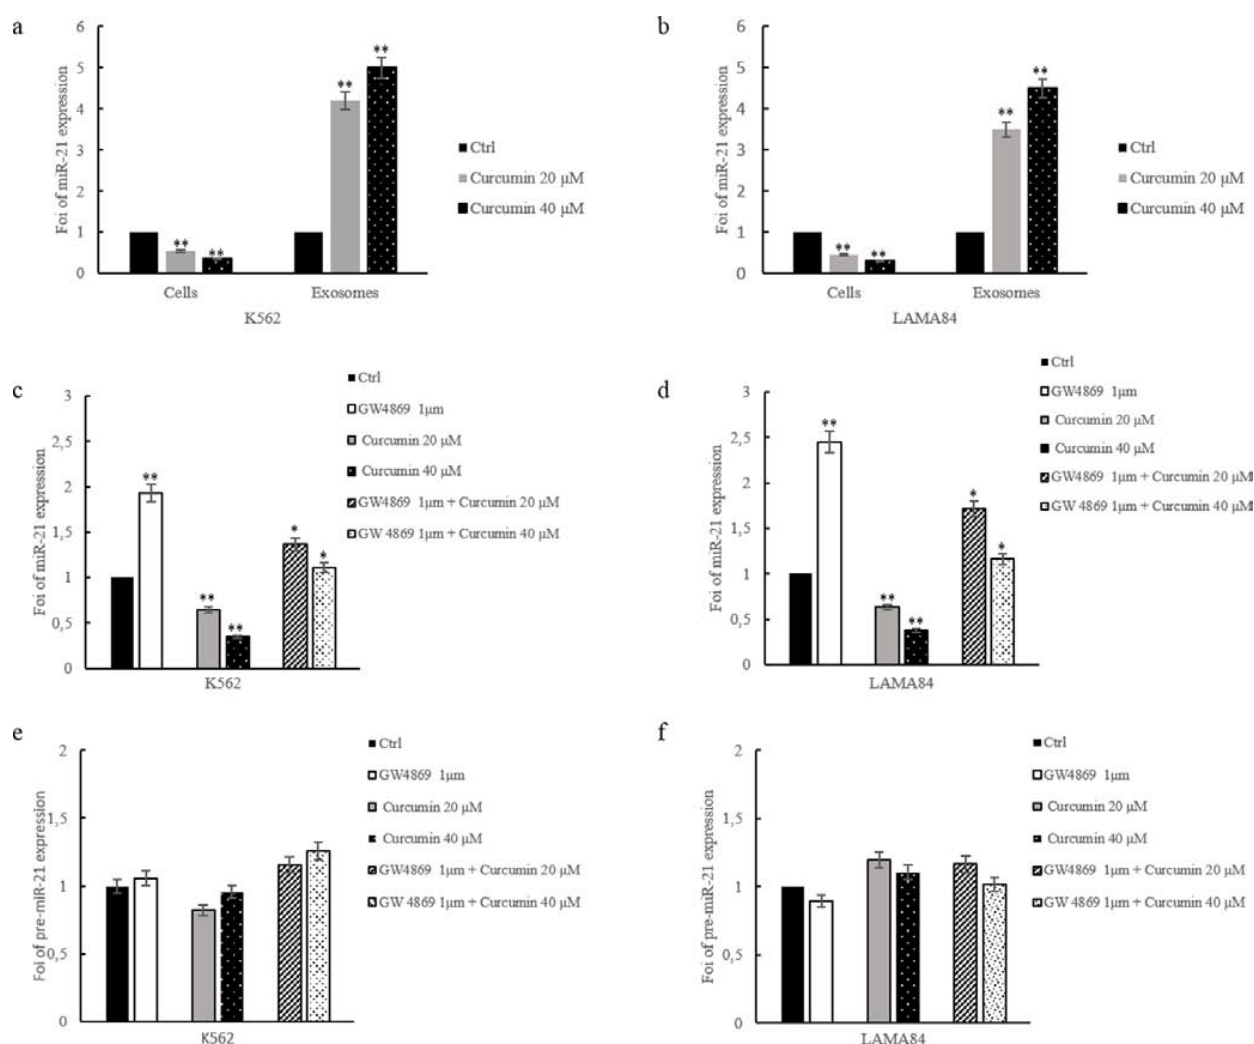 a
6
5
4
3
2
1
0
Foi of miR-21 expression
**
**
**
**
Cells
Exosomes
K562
Ctrl
Curcumin 20 μM
Curcumin 40 μM
b
6
5
4
3
2
1
0
Foi of miR-21 expression
**
**
**
**
Cells
Exosomes
LAMA84
Ctrl
Curcumin 20 μM
Curcumin 40 μM
c
3
2,5
2
1,5
1
0,5
0
Foi of miR-21 expression
**
**
**
*
*
K562
Ctrl
GW4869 1μm
Curcumin 20 μM
Curcumin 40 μM
GW4869 1μm + Curcumin 20 μM
GW 4869 1μm + Curcumin 40 μM
d
3
2,5
2
1,5
1
0,5
0
Foi of miR-21 expression
**
**
**
*
*
LAMA84
Ctrl
GW4869 1μm
Curcumin 20 μM
Curcumin 40 μM
GW4869 1μm + Curcumin 20 μM
GW 4869 1μm + Curcumin 40 μM
e
2
1,5
1
0,5
0
Foi of pre-miR-21 expression
K562
Ctrl
GW4869 1μm
Curcumin 20 μM
Curcumin 40 μM
GW4869 1μm + Curcumin 20 μM
GW 4869 1μm + Curcumin 40 μM
f
2
1,5
1
0,5
0
Foi of pre-miR-21 expression
LAMA84
Ctrl
GW4869 1μm
Curcumin 20 μM
Curcumin 40 μM
GW4869 1μm + Curcumin 20 μM
GW 4869 1μm + Curcumin 40 μM